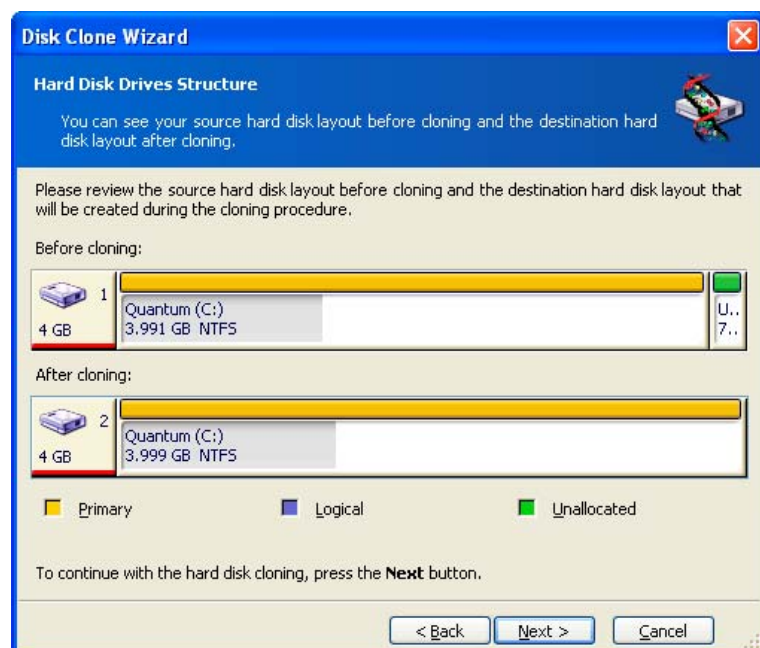 Disk Clone Wizard
Hard Disk Drives Structure
You can see your source hard disk layout before cloning and the destination hard
disk layout after cloning.
Please review the source hard disk layout before cloning and the destination hard disk layout that
will be created during the cloning procedure.
Before cloning:
1
4 GB
Quantum (C:)
3.991 GB NTFS
U..
7..
After cloning:
2
4 GB
Quantum (C:)
3.999 GB NTFS
Primary Logical Unallocated
To continue with the hard disk cloning, press the Next button.
< Back Next > Cancel